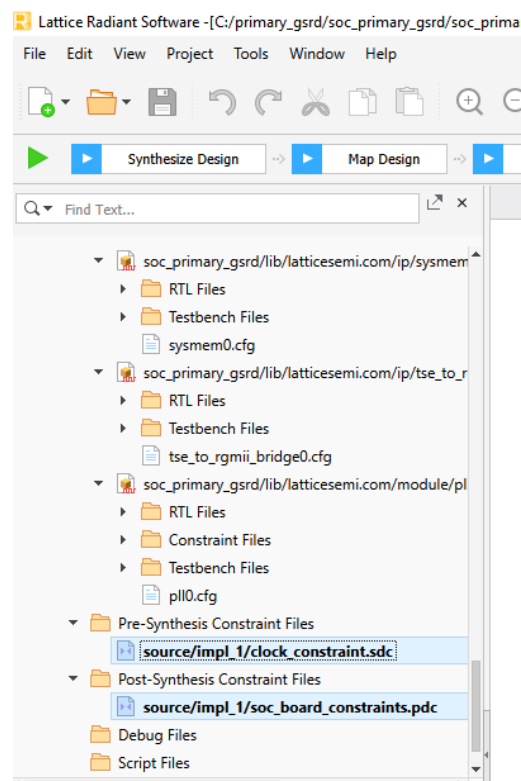 Lattice Radiant Software -[C:/primary_gsrd/soc_primary_gsrd/soc_prima
File Edit View Project Tools Window Help
Synthesize Design Map Design
Find Text...
soc_primary_gsrd/lib/latticesemi.com/ip/sysmem
RTL Files
Testbench Files
sysmem0.cfg
soc_primary_gsrd/lib/latticesemi.com/ip/tse_to_r
RTL Files
Testbench Files
tse_to_rgmii_bridge0.cfg
soc_primary_gsrd/lib/latticesemi.com/module/pl
RTL Files
Constraint Files
Testbench Files
pll0.cfg
Pre-Synthesis Constraint Files
source/impl_1/clock_constraint.sdc
Post-Synthesis Constraint Files
source/impl_1/soc_board_constraints.pdc
Debug Files
Script Files